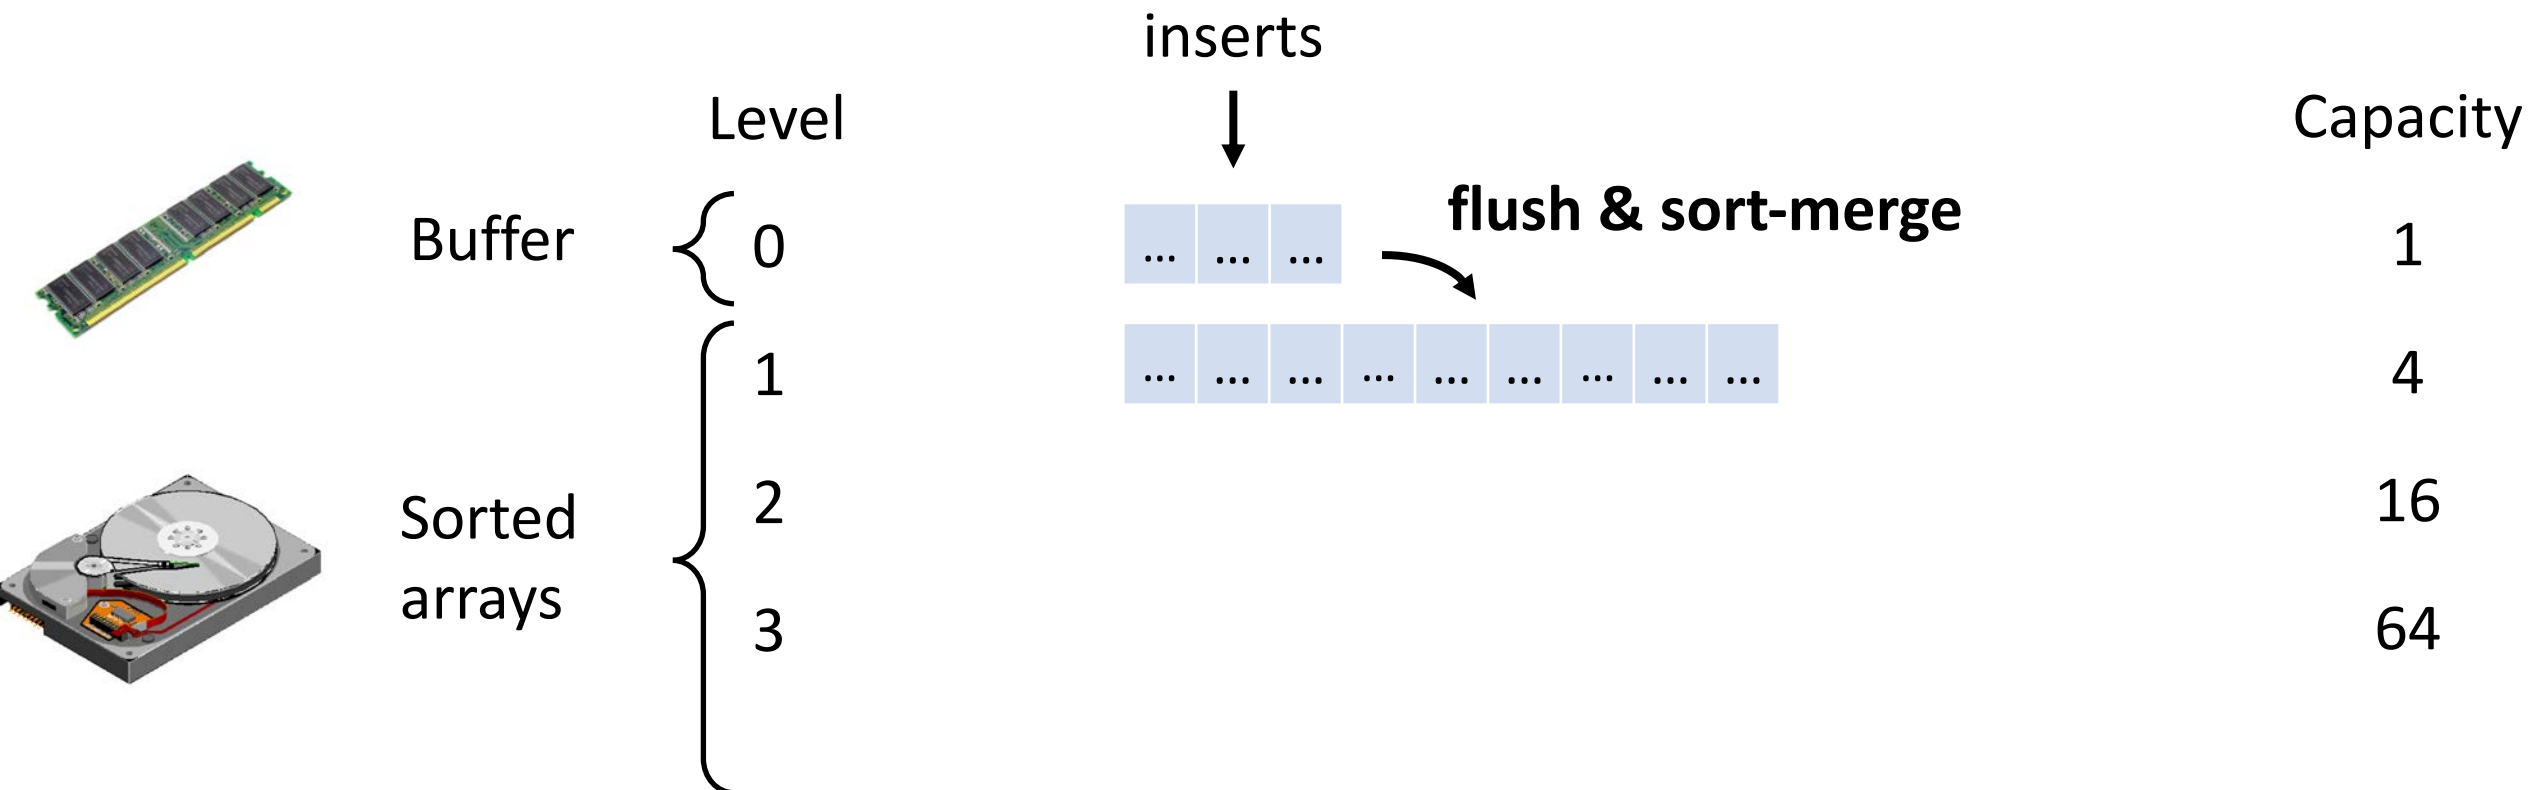 inserts
Level
Capacity
Buffer
0
... ... ...
flush & sort-merge
1
1
... ... ... ... ... ... ... ... ...
4
Sorted
arrays
2
16
3
64